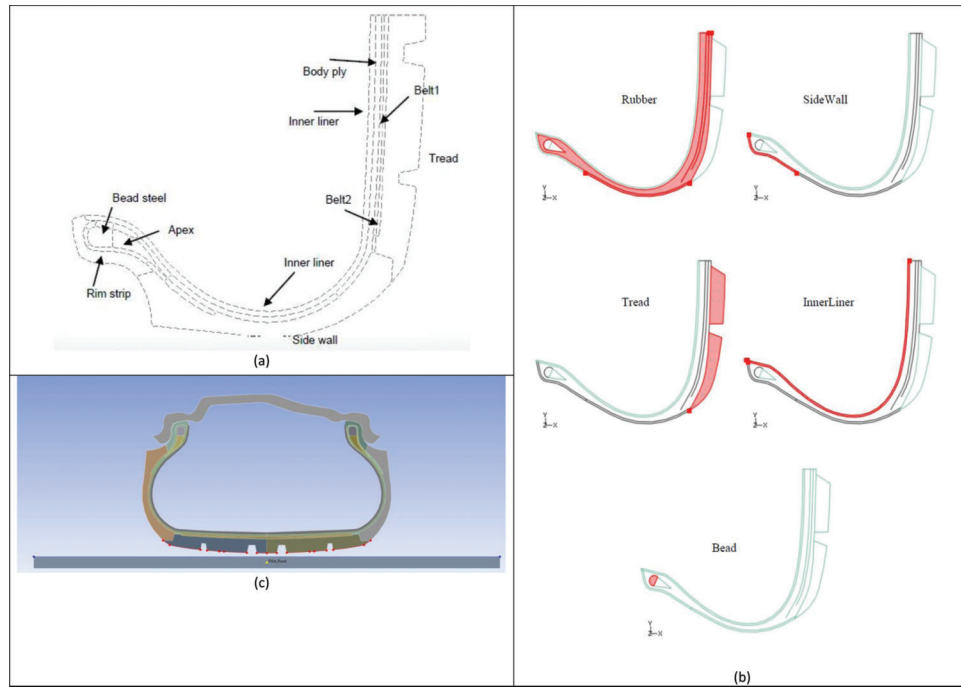 Body ply
Belt1
Inner liner
Tread
Bead steel
Belt2
Apex
Inner liner
Rim strip
Side wall
(a)
(c)
Rubber
SideWall
Y
Z X
Y
Z X
Tread
InnerLiner
Y
Z X
Y
Z X
Bead
Y
Z X
(b)